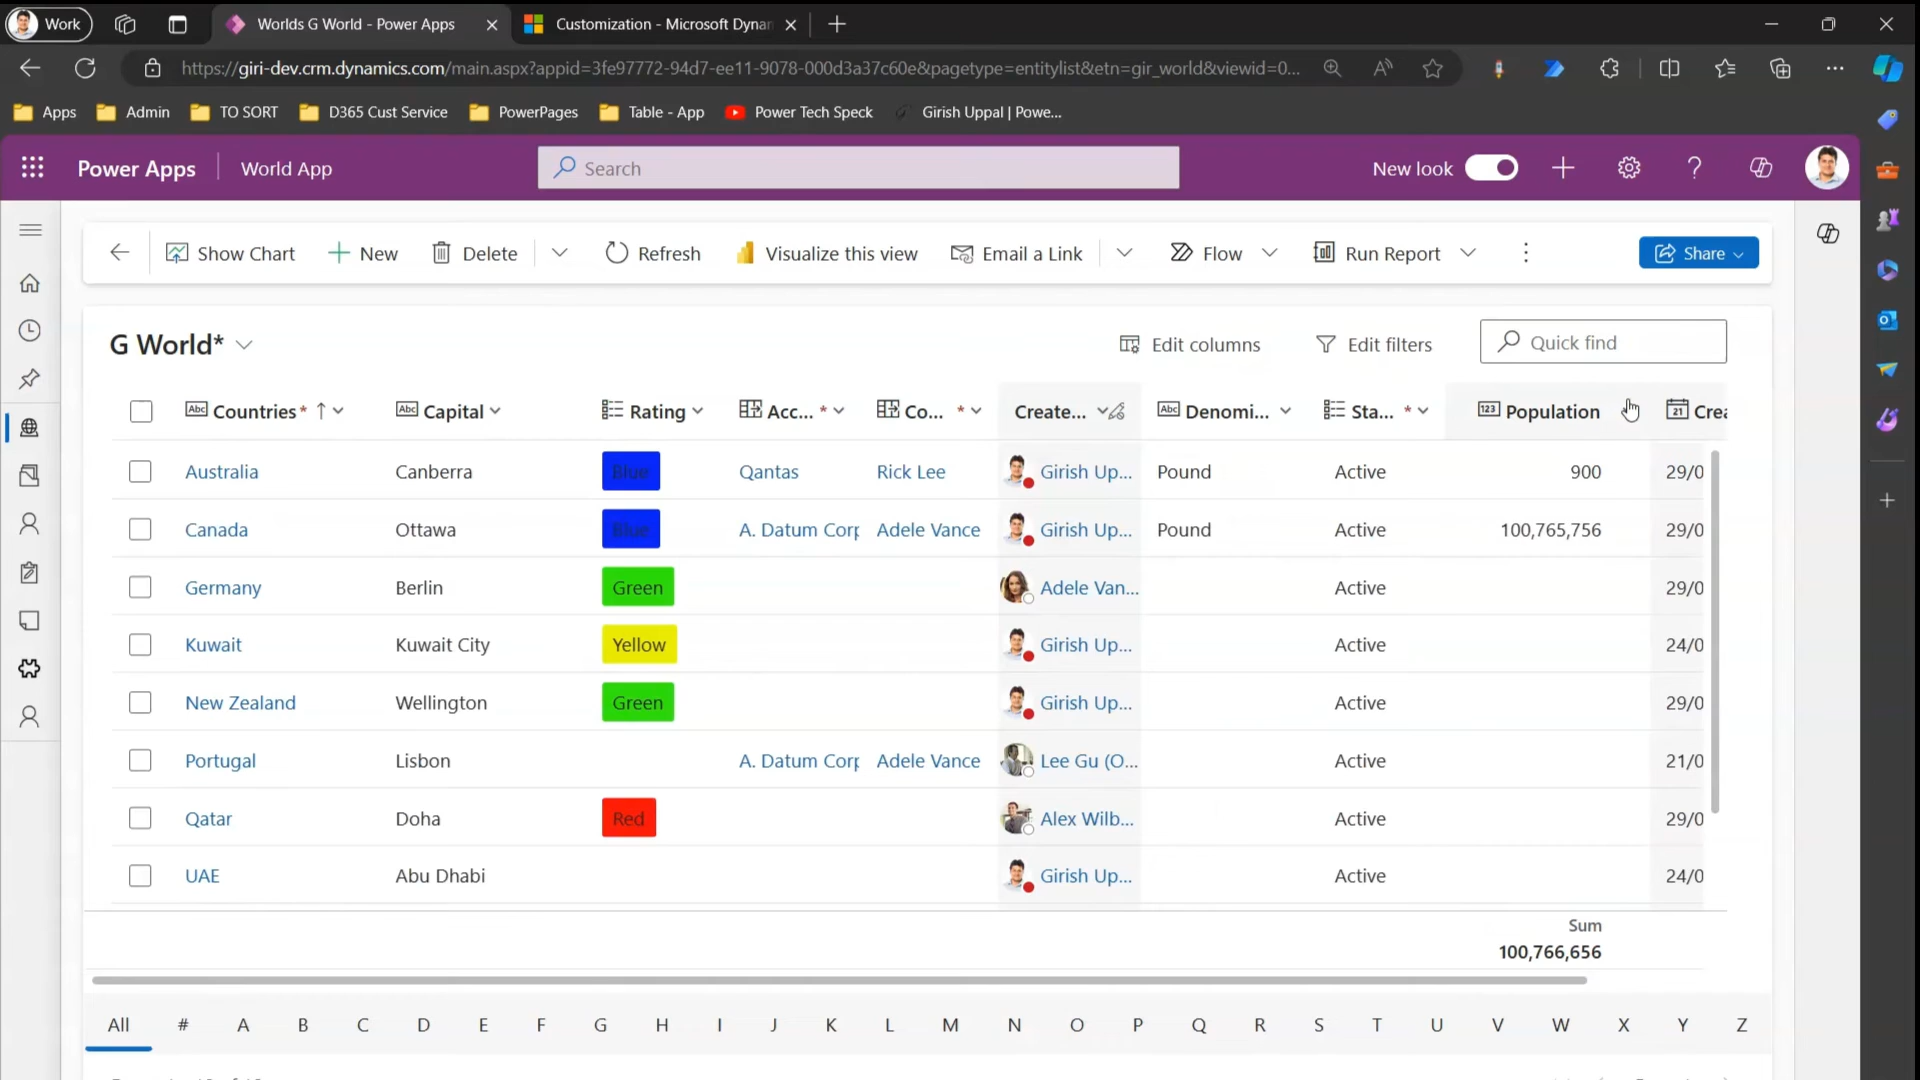 Work
Worlds G World - Power Apps
Customization - Microsoft Dynan
https://giri-dev.crm.dynamics.com/main.aspx?appid=3fe97772-94d7-ee11-9078-000d3a37c60e&pagetype=entitylist&etn=gir_world&viewid=0...
Apps Admin TO SORT D365 Cust Service PowerPages Table - App Power Tech Speck Girish Uppal | Powe...
Power Apps World App Search New look
Show Chart New Delete Refresh Visualize this view Email a Link Flow Run Report Share
G World* Edit columns Edit filters Quick find
Abc Countries* Abc Capital Rating Acc... * Co... * Create... Abc Denomi... Sta... * 123 Population 21 Crea
Australia Canberra Blue Qantas Rick Lee Girish Up... Pound Active 900 29/0
Canada Ottawa Blue A. Datum Corp Adele Vance Girish Up... Pound Active 100,765,756 29/0
Germany Berlin Green Adele Van... Active 29/0
Kuwait Kuwait City Yellow Girish Up... Active 24/0
New Zealand Wellington Green Girish Up... Active 29/0
Portugal Lisbon A. Datum Corp Adele Vance Lee Gu (O... Active 21/0
Qatar Doha Red Alex Wilb... Active 29/0
UAE Abu Dhabi Girish Up... Active 24/0
Sum
100,766,656
All # A B C D E F G H I J K L M N O P Q R S T U V W X Y Z